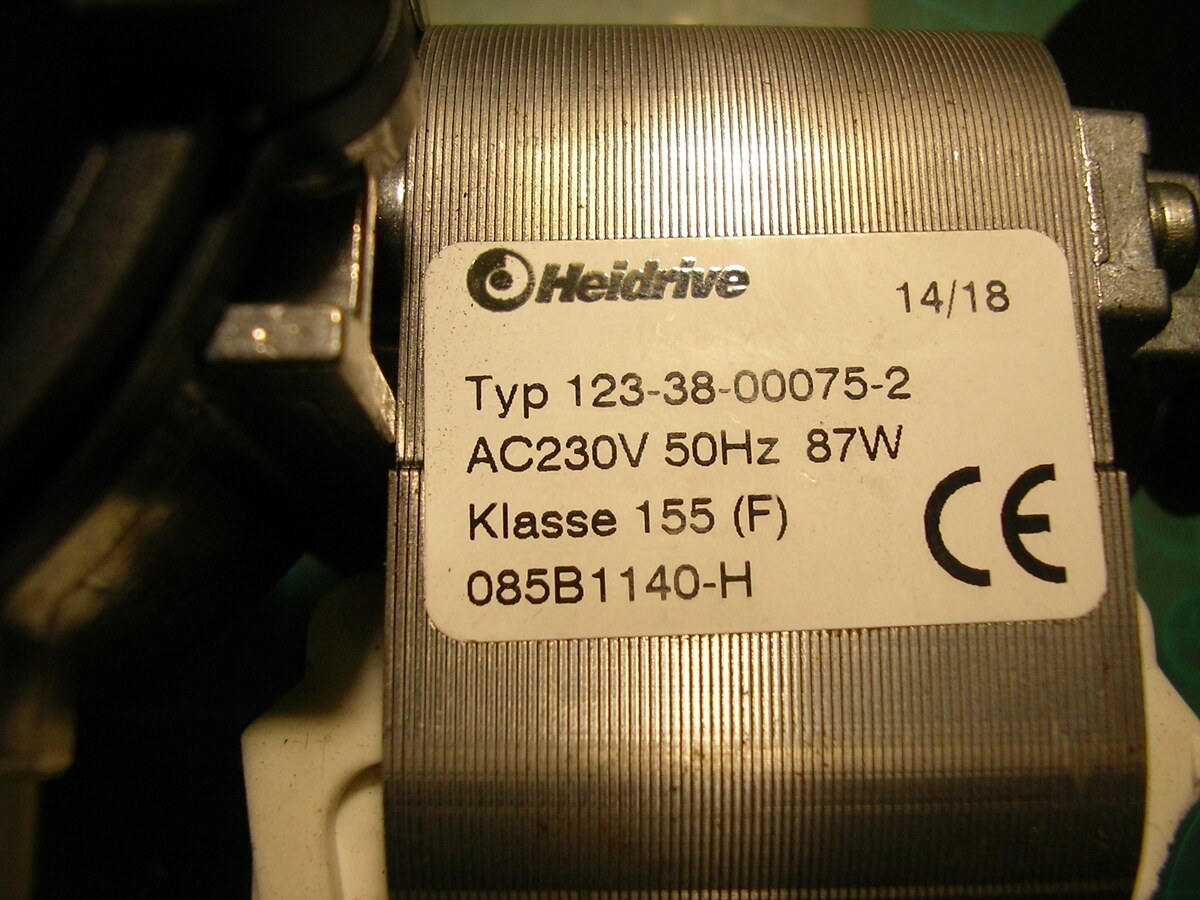 Heidrive
14/18
Typ 123-38-00075-2
AC230V 50Hz 87W
Klasse 155 (F)
085B1140-H
CE